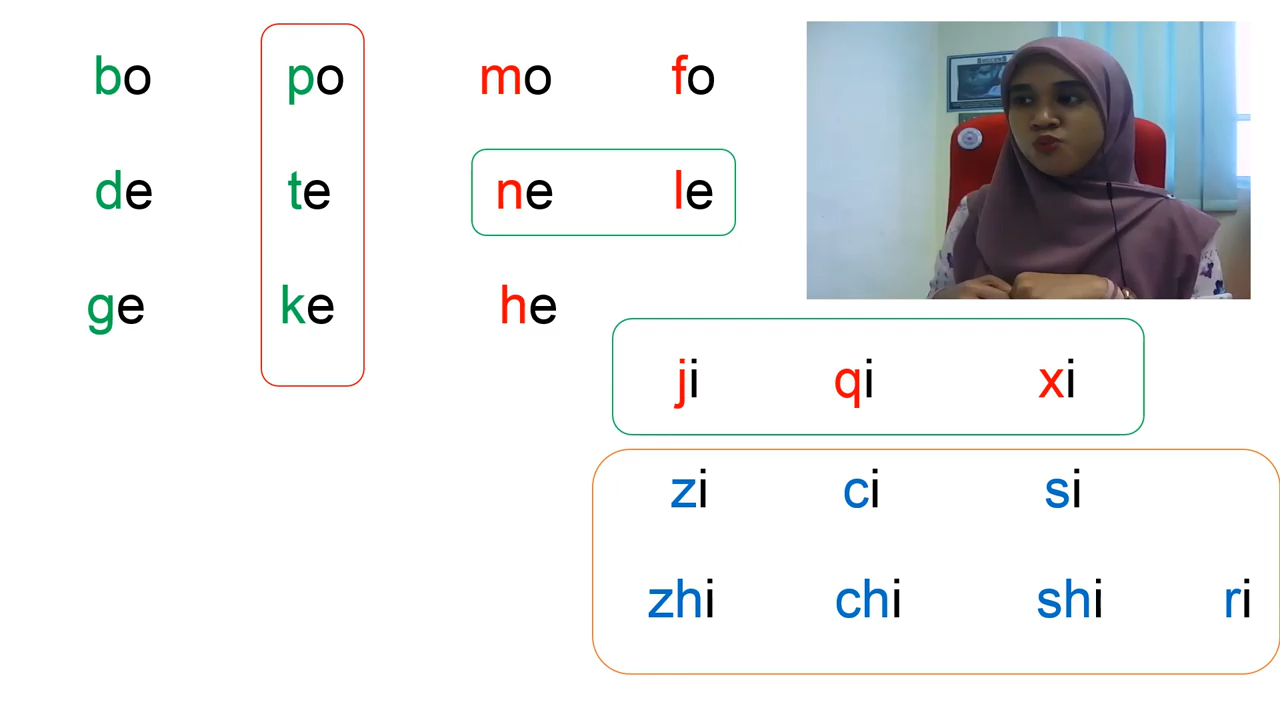 bo po mo fo
de te ne le
ge ke he
ji qi xi
zi ci si
zhi chi shi ri